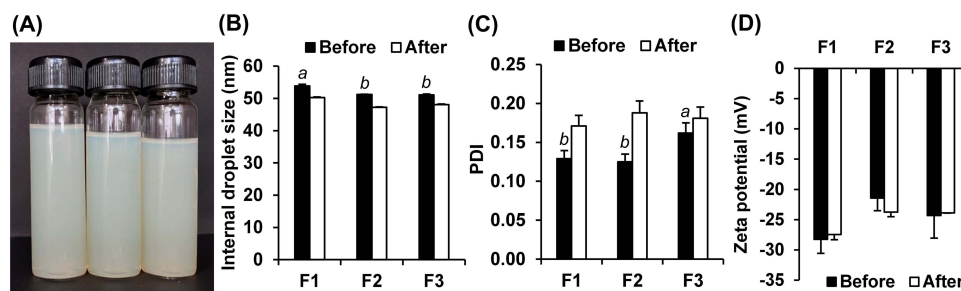 (A)
(B)
Before After
Internal droplet size (nm)
60
50
40
30
20
10
0
a
b
b
F1 F2 F3
(C)
Before After
PDI
0.25
0.20
0.15
0.10
0.05
0.00
b
b
a
F1 F2 F3
(D)
F1 F2 F3
Zeta potential (mV)
0
-5
-10
-15
-20
-25
-30
-35
Before After